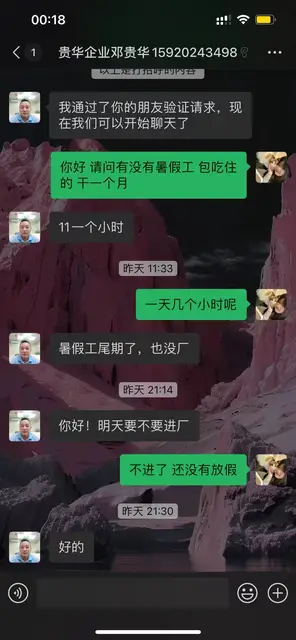 00:18
1
贵华企业邓贵华15920243498
以上是打招呼的内容
我通过了你的朋友验证请求，现
在我们可以开始聊天了
你好 请问有没有暑假工 包吃住
的 干一个月
11一个小时
昨天 11:33
一天几个小时呢
暑假工尾期了，也没厂
昨天 21:14
你好！明天要不要进厂
不进了 还没有放假
昨天 21:30
好的